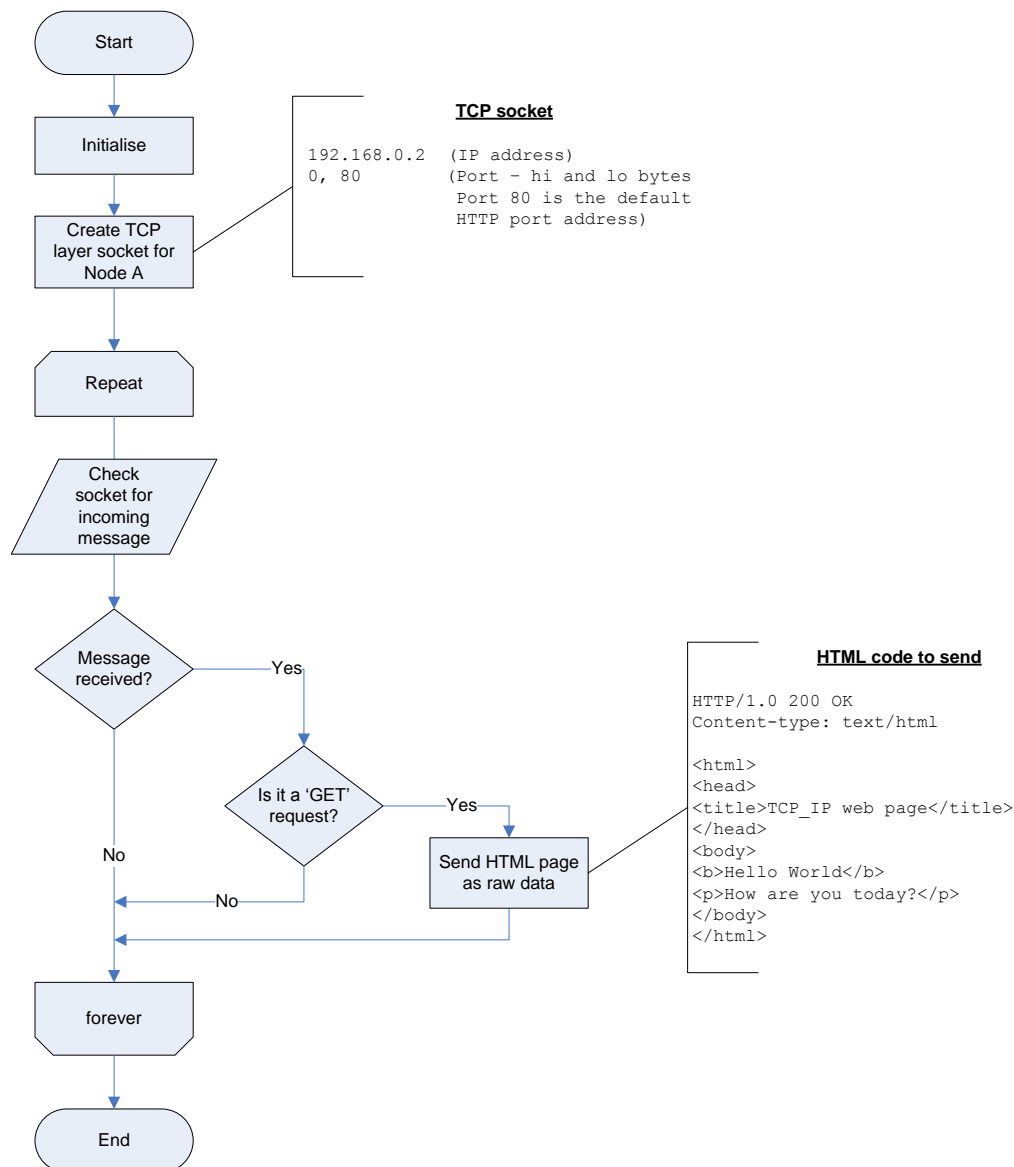 Start
Initialise
Create TCP
layer socket for
Node A
TCP socket
192.168.0.2 (IP address)
0, 80 (Port – hi and lo bytes
Port 80 is the default
HTTP port address)
Repeat
Check
socket for
incoming
message
Message
received?
Yes
Is it a ‘GET’
request?
Yes
Send HTML page
as raw data
HTML code to send
HTTP/1.0 200 OK
Content-type: text/html
<html>
<head>
<title>TCP_IP web page</title>
</head>
<body>
<b>Hello World</b>
<p>How are you today?</p>
</body>
</html>
No
No
forever
End